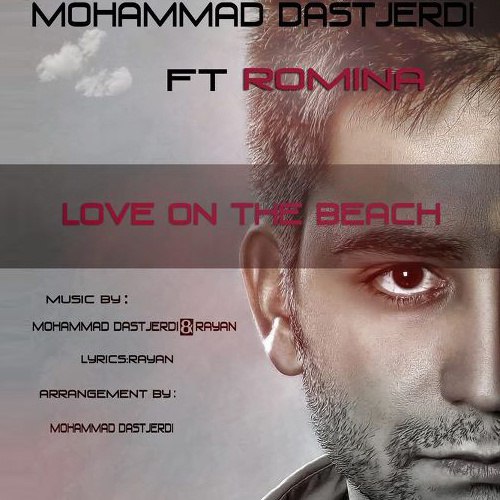 MOHAMMAD DASTJERDI
FT ROMINA
LOVE ON THE BEACH
MUSIC BY:
MOHAMMAD DASTJERDI & RAYAN
LYRICS:RAYAN
ARRANGEMENT BY:
MOHAMMAD DASTJERDI